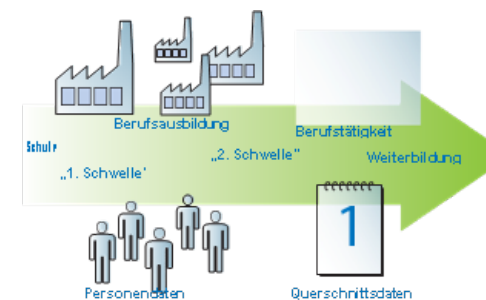 Berufsausbildung
Berufstätigkeit
Schule
„1. Schwelle"
„2. Schwelle"
Weiterbildung
1
Personendaten
Querschnittsdaten